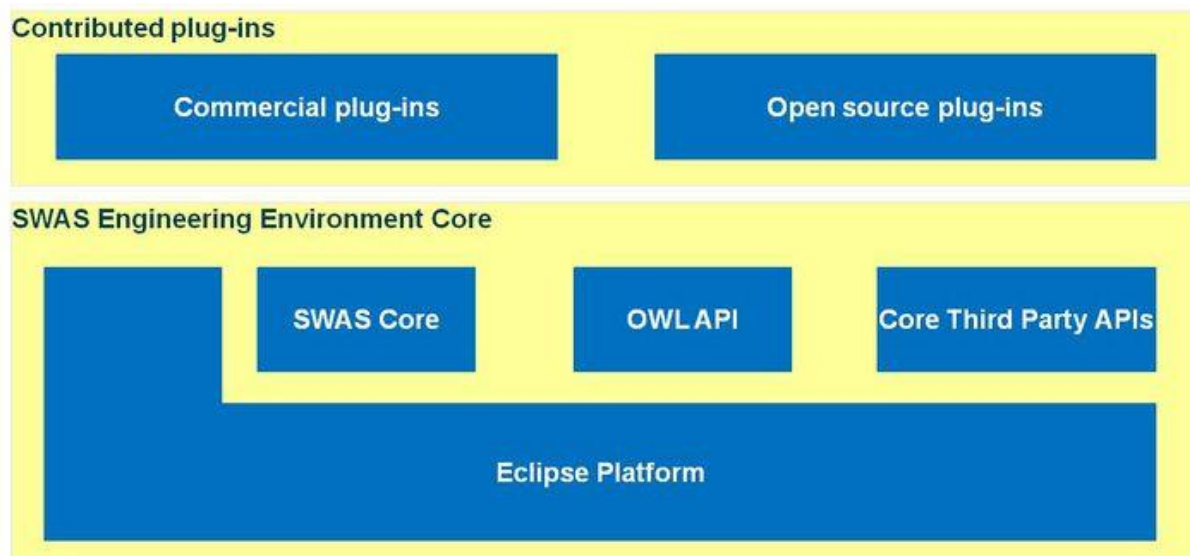 Contributed plug-ins
Commercial plug-ins
Open source plug-ins
SWAS Engineering Environment Core
SWAS Core
OWL API
Core Third Party APIs
Eclipse Platform